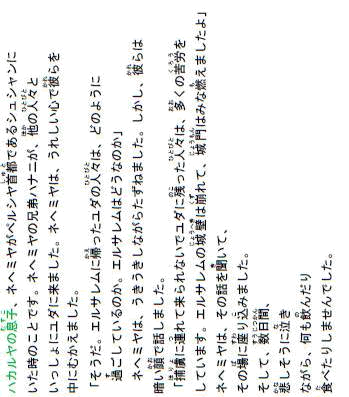 ハカルヤの息子、ネヘミヤがペルシヤ首都であるシュシャンに
いた時のことです。ネヘミヤの兄弟ハナニが、他の人々と
いっしょにユダに来ました。ネヘミヤは、うれしい心で彼らを
中にむかえました。
「そうだ。エルサレムに帰ったユダの人々は、どのように
過ごしているのか。エルサレムはどうなのか」
ネヘミヤは、うきうきしながらたずねました。しかし、彼らは
暗い顔で話しました。
「捕虜に連れて来られないでユダに残った人々は、多くの苦労を
しています。エルサレムの城壁は崩れて、城門はみな燃えましたよ」
ネヘミヤは、その話を聞いて、
その場に座り込みました。
そして、数日間、
悲しそうに泣き
ながら、何も飲んだり
食べたりしませんでした。